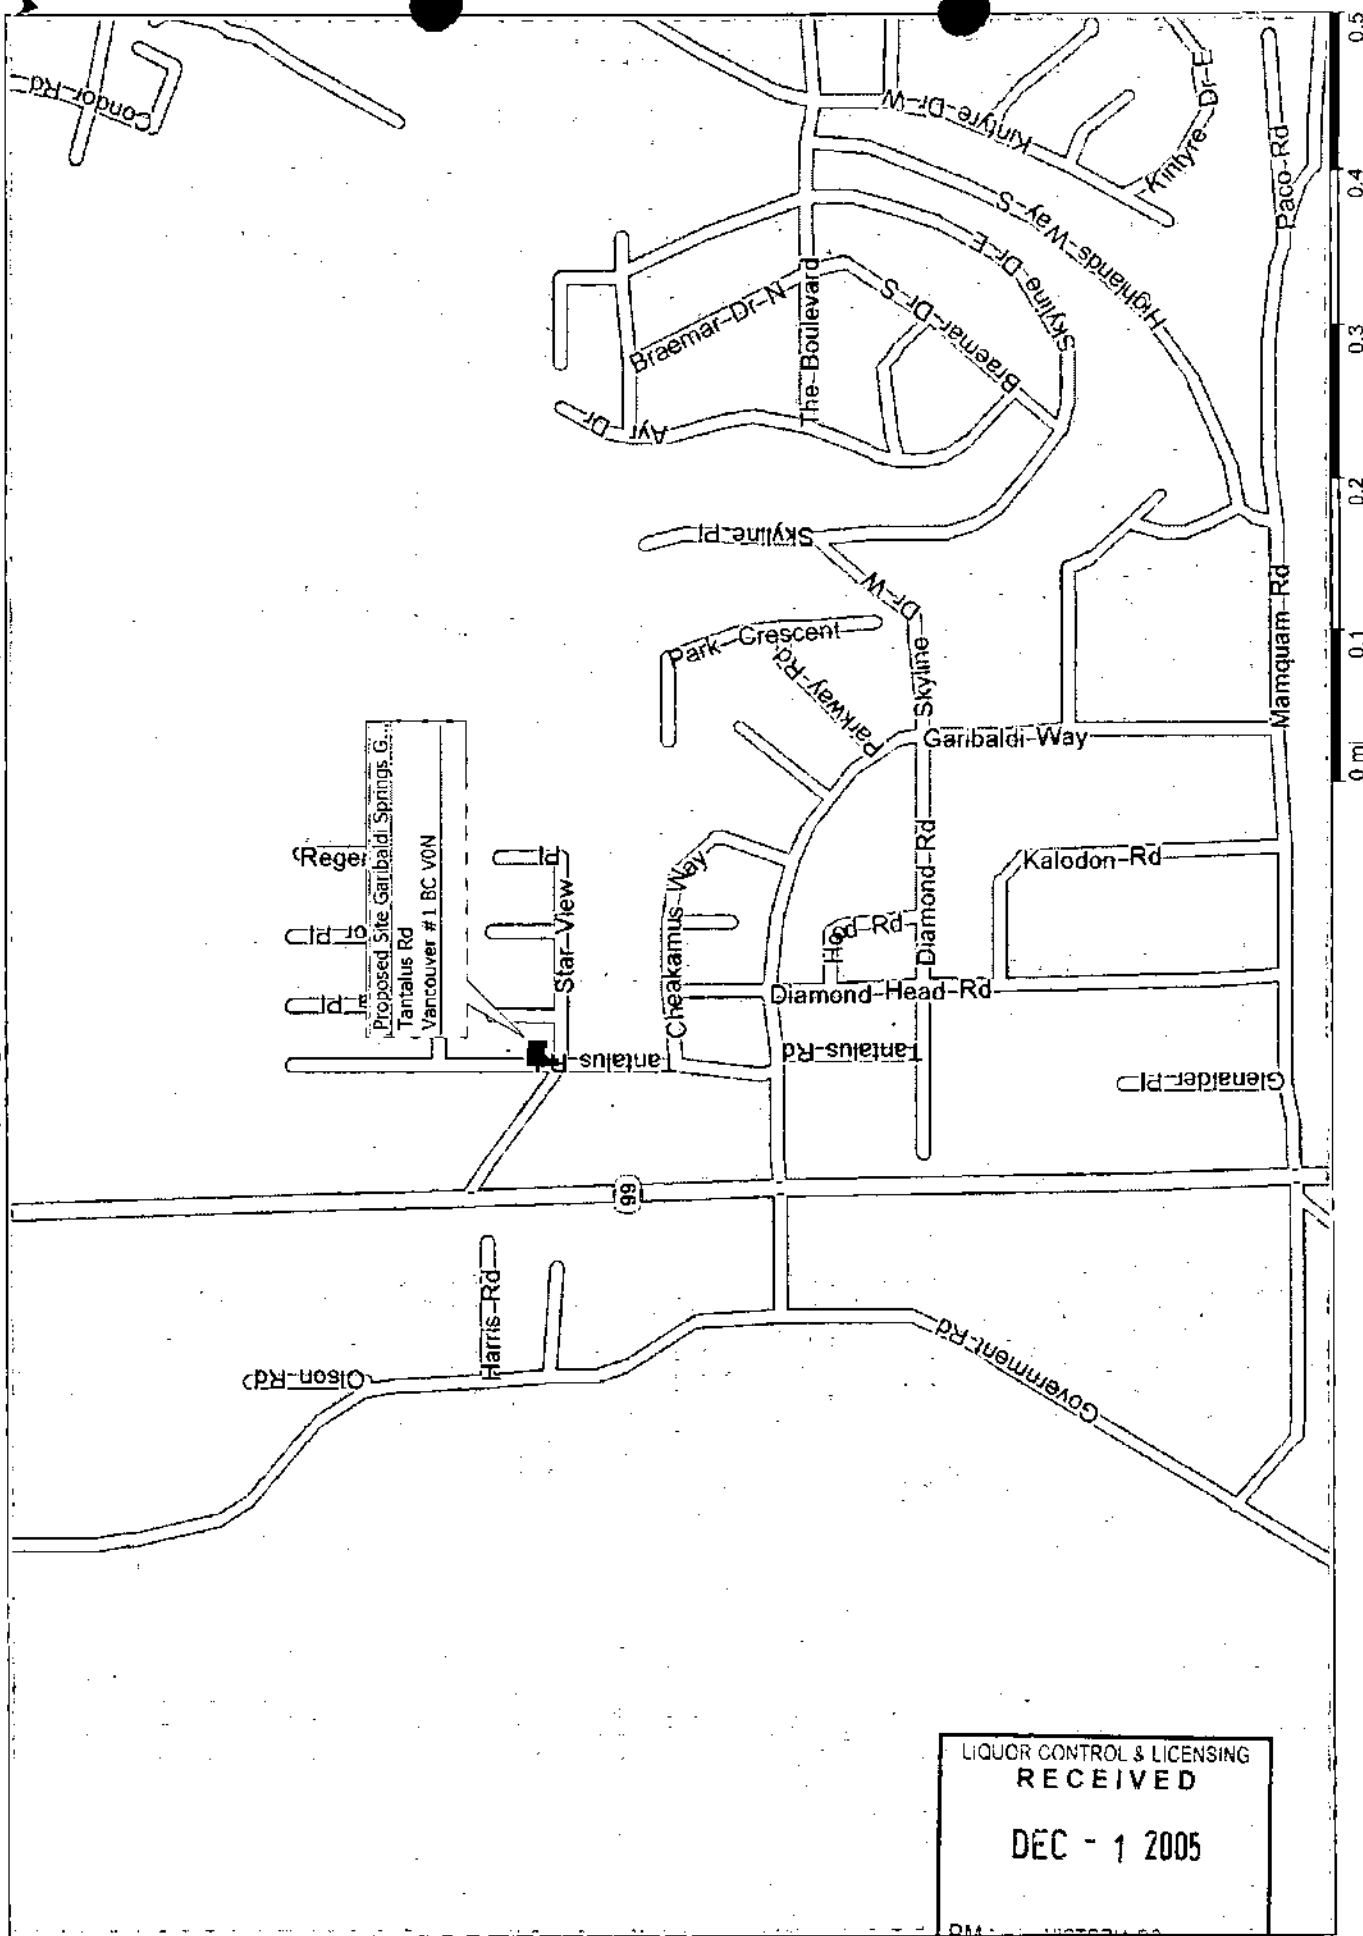 Condor-Rd
Kintyre-Dr-W
Kintyre-Dr-E
Paco-Rd
Highlands-Way-S
Skyline-Dr-E
Braemar-Dr-N
The-Boulevard
Braemar-Dr-S
Ayr-Dr
Skyline-Pl
Skyline-Dr-W
Park-Crescent
Parkway-Rd
Garibaldi-Way
Mamquam-Rd
Proposed Site Garibaldi Springs G...
Tantalus Rd
Vancouver #1 BC V0N
Star-View
Pl
Cheakamus-Way
Hood-Rd
Diamond-Rd
Kalodon-Rd
Diamond-Head-Rd
Tantalus-Rd
Tantalus-Rd
Glenalder-Pl
99
Harris-Rd
Olson-Rd
Government-Rd
0 mi
0.1
0.2
0.3
0.4
0.5
LIQUOR CONTROL & LICENSING
RECEIVED
DEC - 1 2005